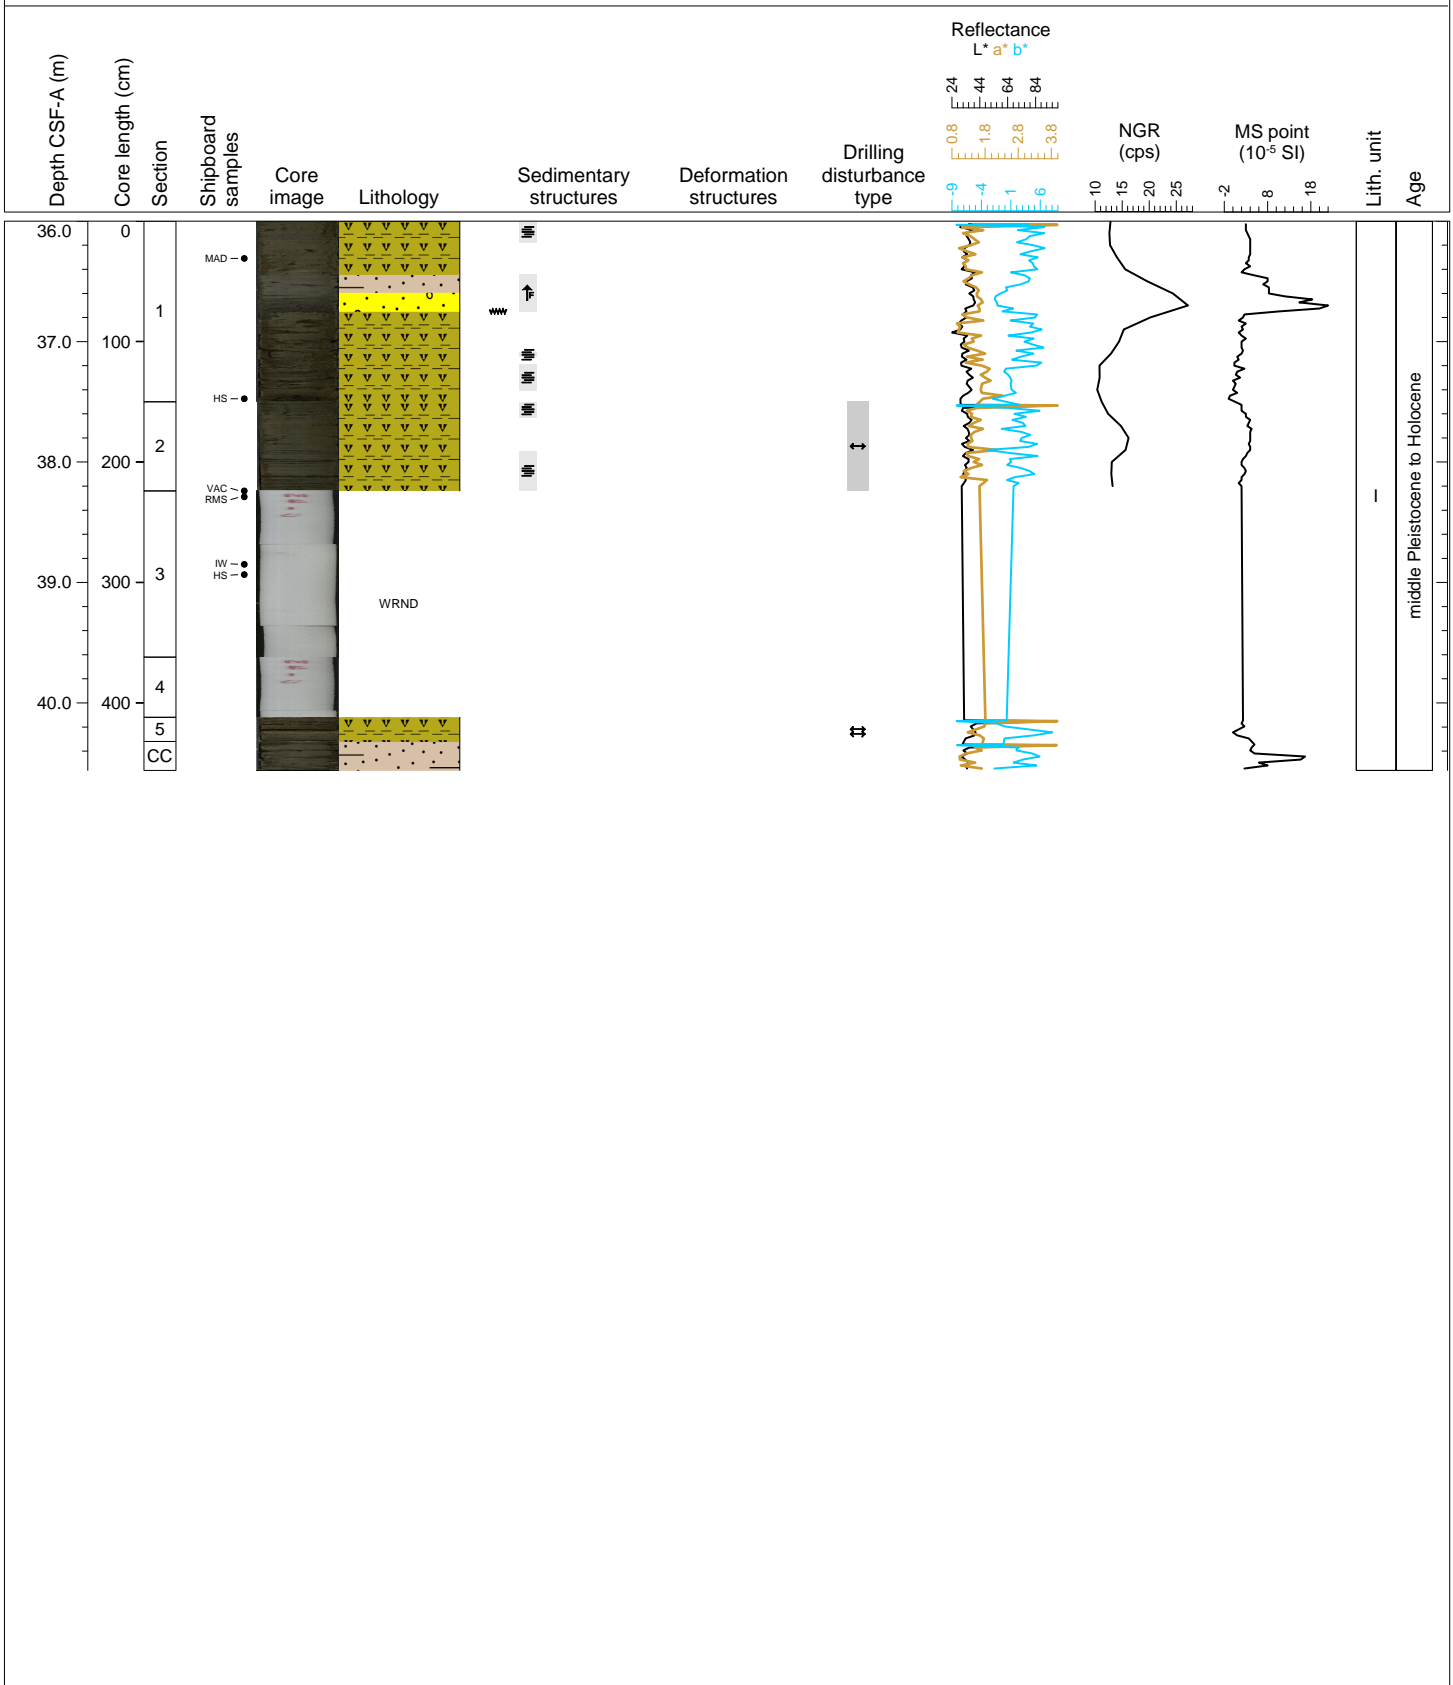 Depth CSF-A (m)
Core length (cm)
Section
Shipboard
samples
Core
image
Lithology
Sedimentary
structures
Deformation
structures
Drilling
disturbance
type
Reflectance
L* a* b*
24 44 64 84
0.8 1.8 2.8 3.8
-9 -4 1 6
NGR
(cps)
10 15 20 25
MS point
(10⁻⁵ SI)
-2 8 18
Lith. unit
Age
36.0
37.0
38.0
39.0
40.0
0
100
200
300
400
1
2
3
4
5
CC
MAD
HS
VAC
RMS
IW
HS
WRND
F
I
middle Pleistocene to Holocene